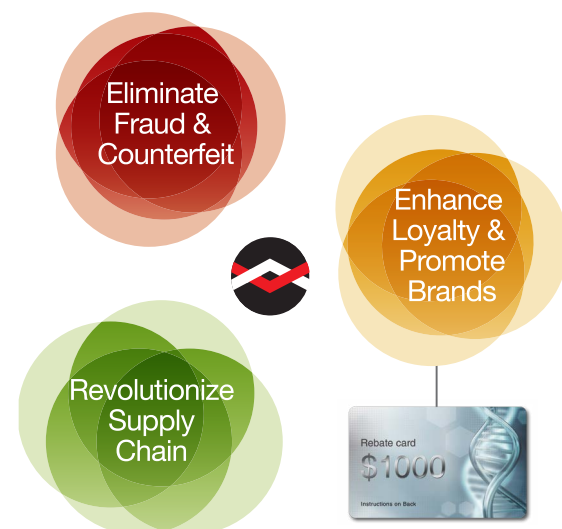 Eliminate
Fraud &
Counterfeit
Enhance
Loyalty &
Promote
Brands
Revolutionize
Supply
Chain
Rebate card
$1000
Instructions on Back